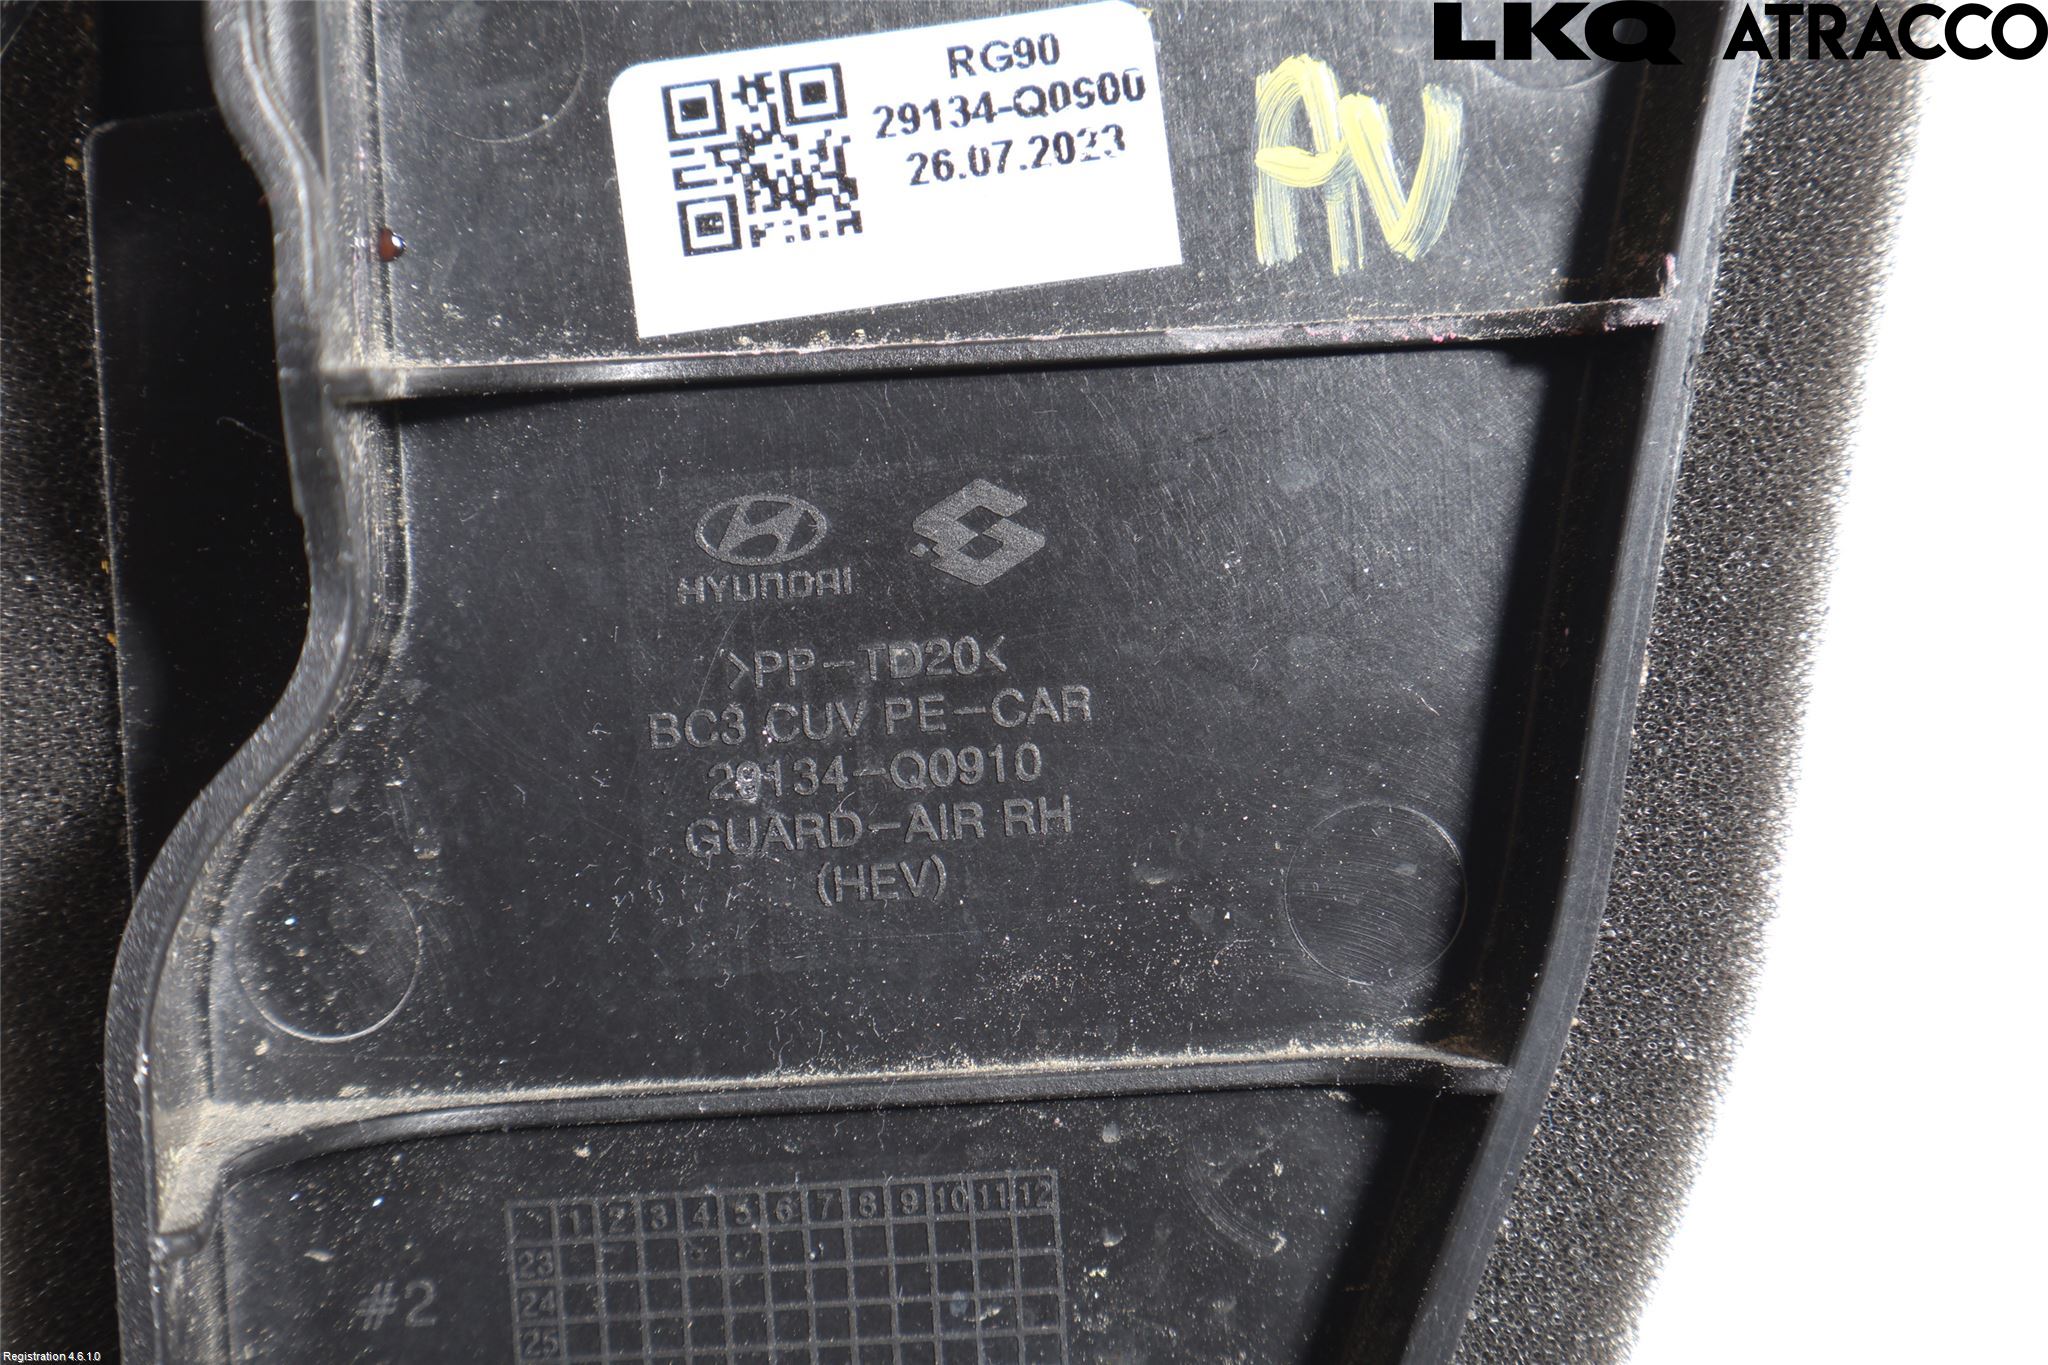 LKQ ATRACCO
RG90
29134-Q0900
26.07.2023
AV
HYUNDAI
>PP-TD20<
BC3 CUV PE-CAR
29134-Q0910
GUARD-AIR RH
(HEV)
1 2 3 4 5 6 7 8 9 10 11 12
23
24
25
#2
Registration 4.6.1.0